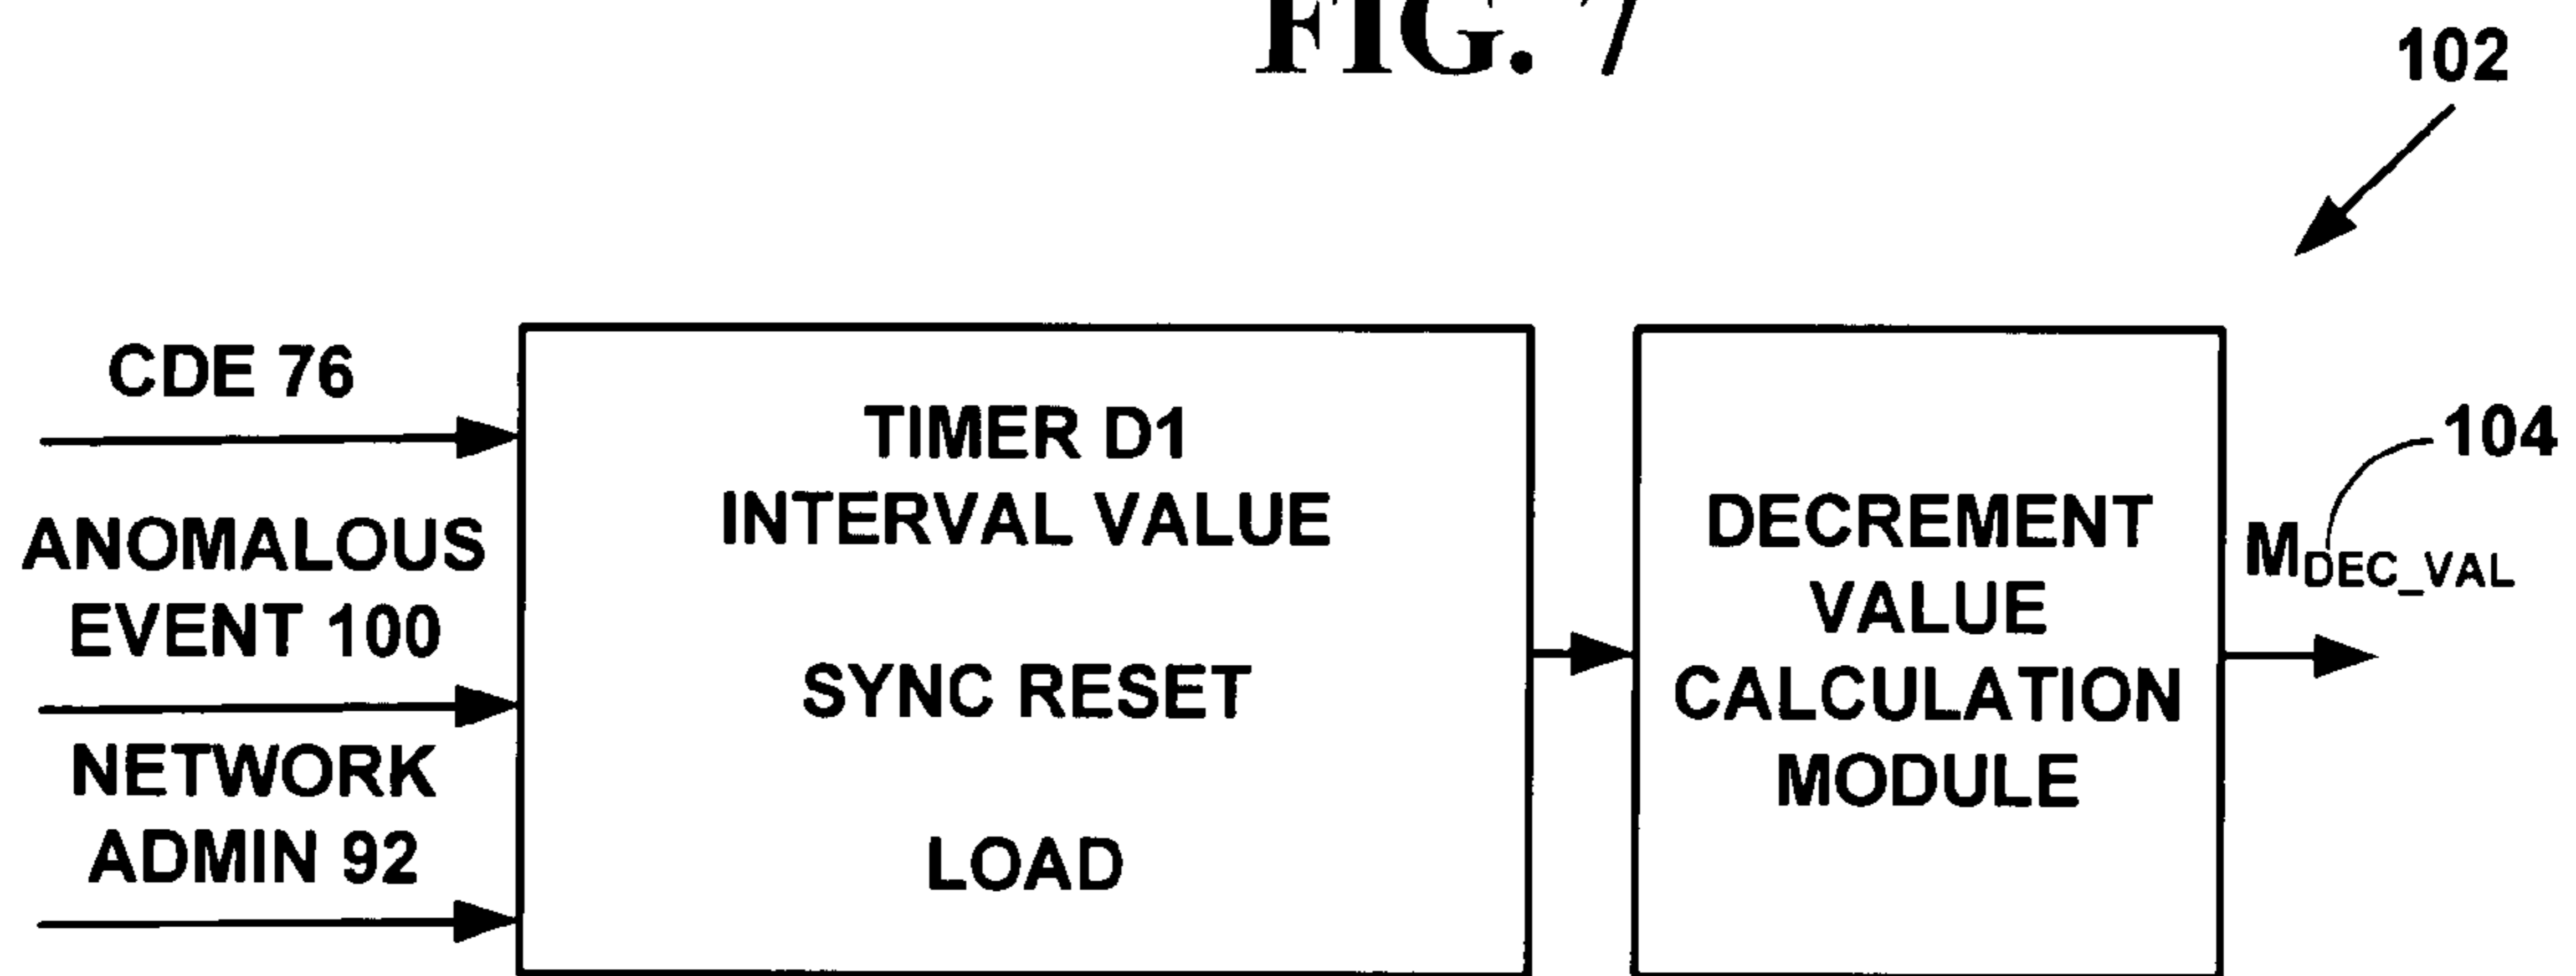 FIG. 7
102
CDE 76
ANOMALOUS
EVENT 100
NETWORK
ADMIN 92
TIMER D1
INTERVAL VALUE
SYNC RESET
LOAD
DECREMENT
VALUE
CALCULATION
MODULE
104
MDEC_VAL